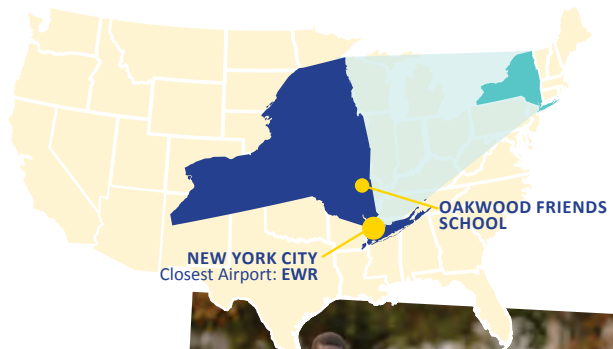 OAKWOOD FRIENDS
SCHOOL
NEW YORK CITY
Closest Airport: EWR